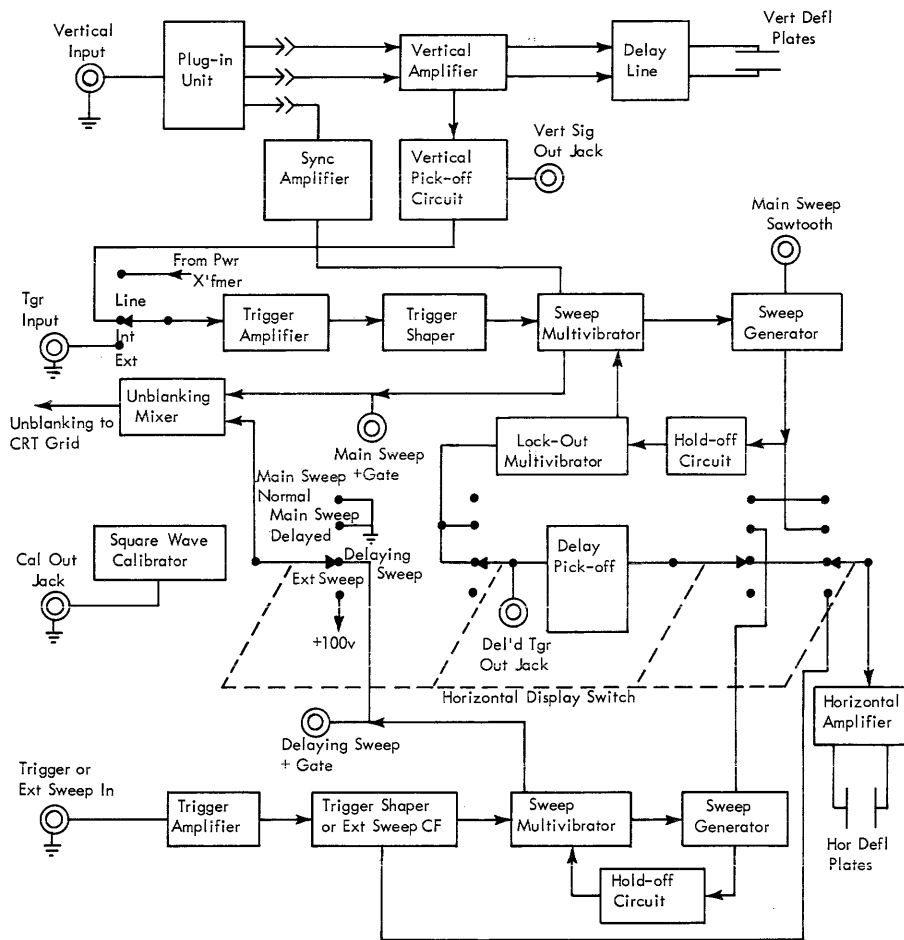 Vertical
Input
Plug-in
Unit
Vertical
Amplifier
Delay
Line
Vert Defl
Plates
Sync
Amplifier
Vertical
Pick-off
Circuit
Vert Sig
Out Jack
Main Sweep
Sawtooth
From Pwr
X'fmer
Tgr
Input
Line
Int
Ext
Trigger
Amplifier
Trigger
Shaper
Sweep
Multivibrator
Sweep
Generator
Unblanking
Mixer
Unblanking to
CRT Grid
Main Sweep
+Gate
Lock-Out
Multivibrator
Hold-off
Circuit
Main Sweep
Normal
Main Sweep
Delayed
Delaying
Sweep
Ext Sweep
+100v
Square Wave
Calibrator
Cal Out
Jack
Delay
Pick-off
Del'd Tgr
Out Jack
Horizontal Display Switch
Horizontal
Amplifier
Hor Defl
Plates
Delaying Sweep
+ Gate
Trigger or
Ext Sweep In
Trigger
Amplifier
Trigger Shaper
or Ext Sweep CF
Sweep
Multivibrator
Sweep
Generator
Hold-off
Circuit